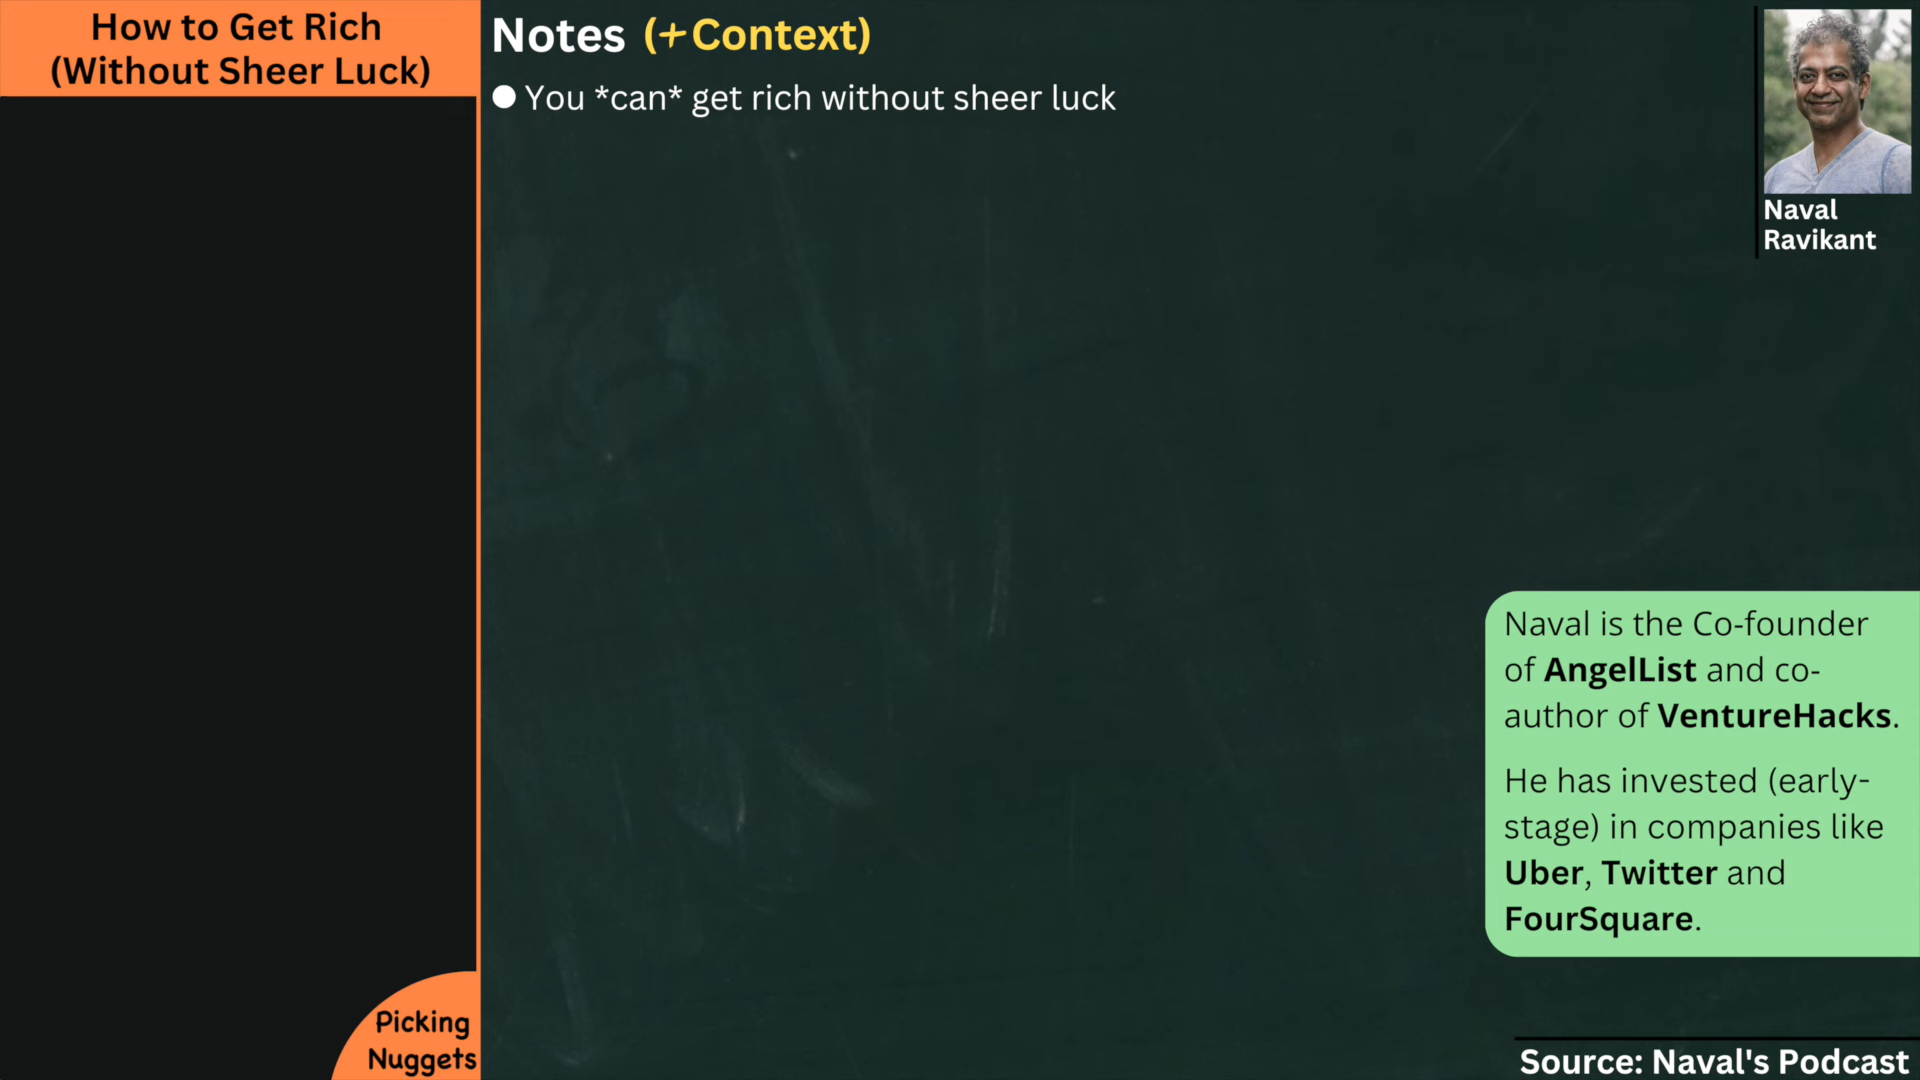 How to Get Rich
(Without Sheer Luck)
Notes (+Context)
You *can* get rich without sheer luck
Naval
Ravikant
Naval is the Co-founder
of AngelList and co-
author of VentureHacks.
He has invested (early-
stage) in companies like
Uber, Twitter and
FourSquare.
Picking
Nuggets
Source: Naval's Podcast